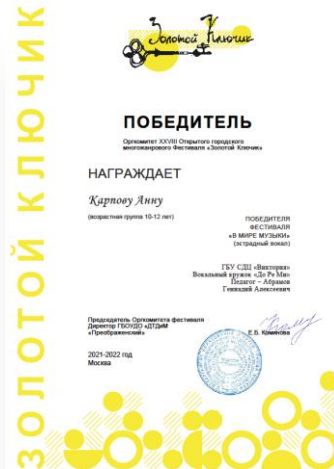 ЗОЛОТОЙ КЛЮЧИК
Золотой Ключик
ПОБЕДИТЕЛЬ
Оргкомитет XXVIII Открытого городского
многожанрового Фестиваля «Золотой Ключик»
НАГРАЖДАЕТ
Карпову Анну
(возрастная группа 10-12 лет)
ПОБЕДИТЕЛЯ
ФЕСТИВАЛЯ
«В МИРЕ МУЗЫКИ»
(эстрадный вокал)
ГБУ СДЦ «Виктория»
Вокальный кружок «До Ре Ми»
Педагог – Абрамов
Геннадий Алексеевич
Председатель Оргкомитета фестиваля
Директор ГБОУДО «ДТДиМ
«Преображенский»
Е.Б.
2021-2022 год
Москва